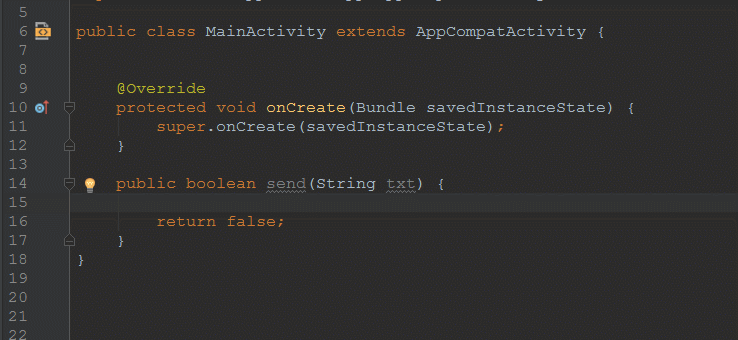 5
6 public class MainActivity extends AppCompatActivity {
7
8
9 @Override
10 protected void onCreate(Bundle savedInstanceState) {
11 super.onCreate(savedInstanceState);
12 }
13
14 public boolean send(String txt) {
15
16 return false;
17 }
18 }
19
20
21
22